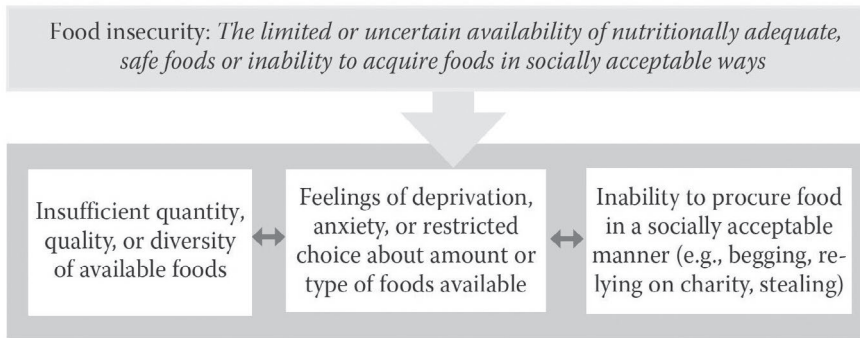 Food insecurity: The limited or uncertain availability of nutritionally adequate,
safe foods or inability to acquire foods in socially acceptable ways
Insufficient quantity,
quality, or diversity
of available foods
Feelings of deprivation,
anxiety, or restricted
choice about amount or
type of foods available
Inability to procure food
in a socially acceptable
manner (e.g., begging, re-
lying on charity, stealing)